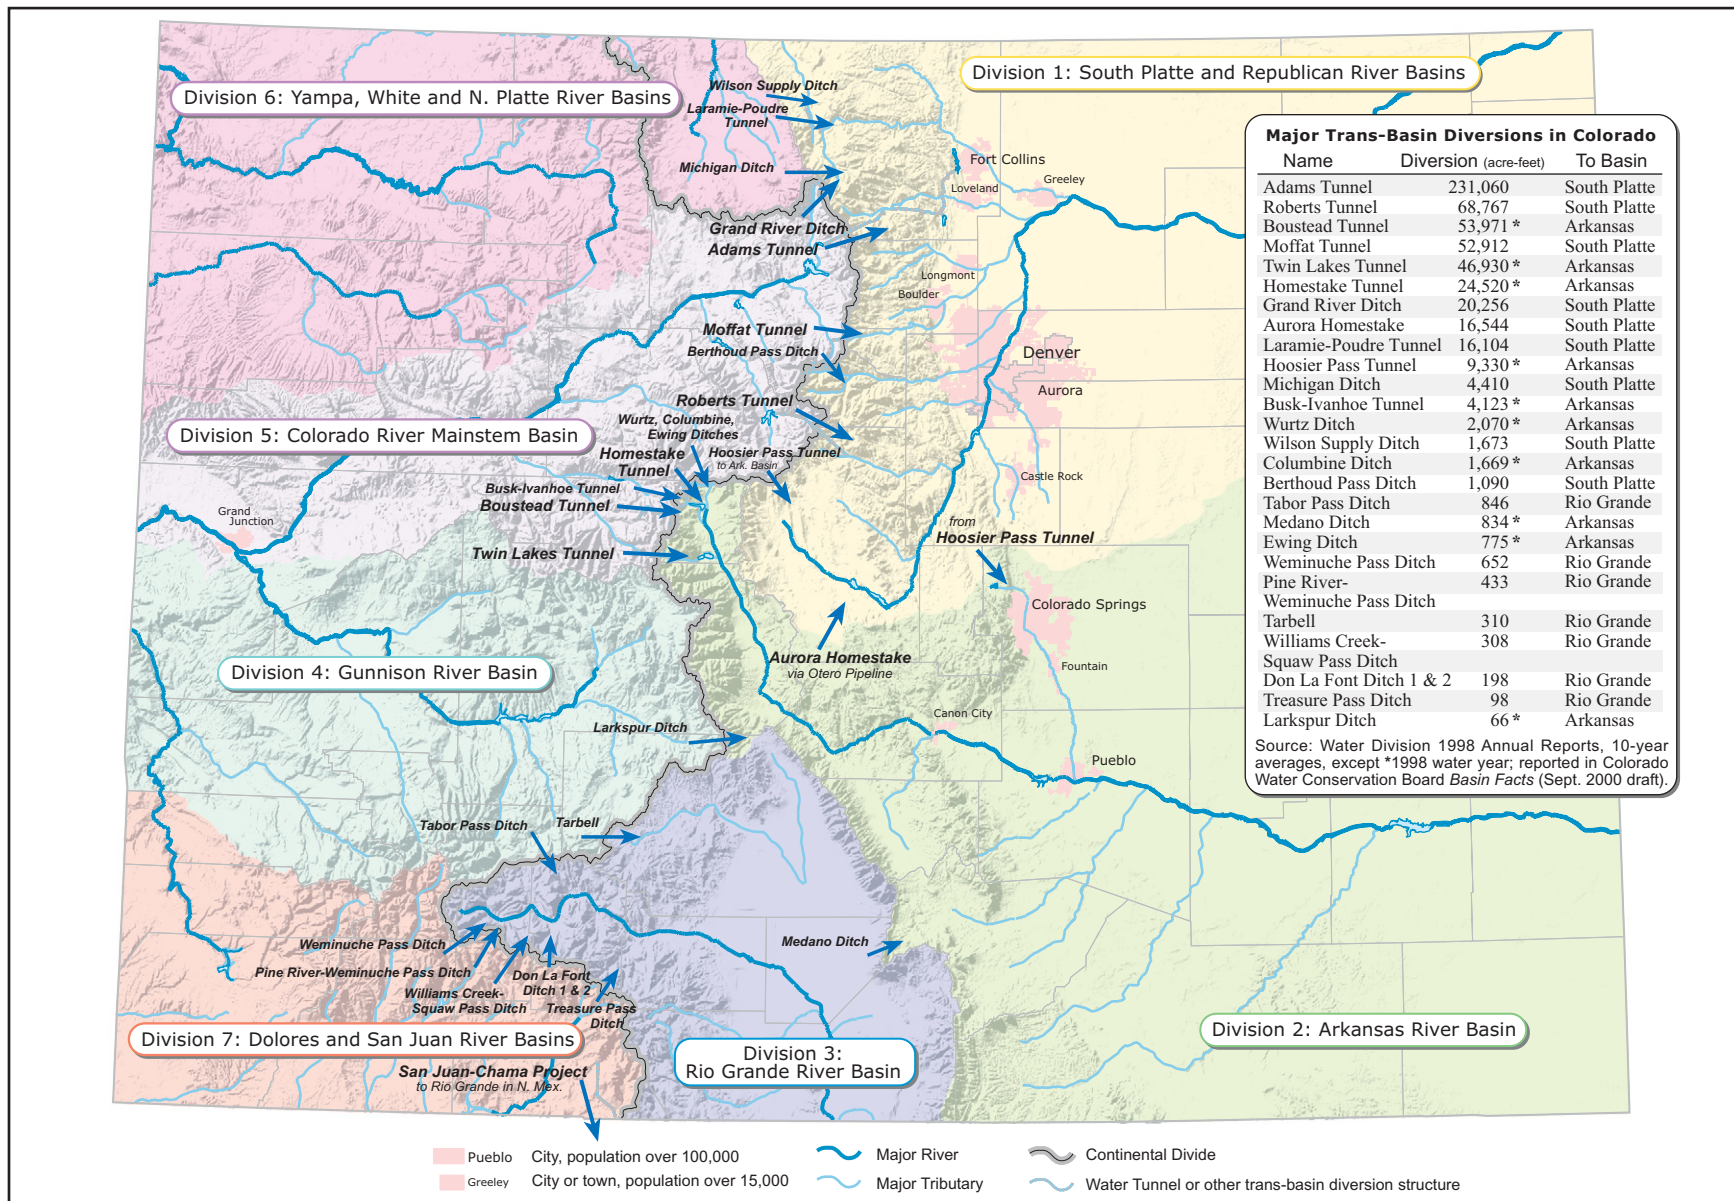 Division 1: South Platte and Republican River Basins
Division 6: Yampa, White and N. Platte River Basins
Wilson Supply Ditch
Laramie-Poudre
Tunnel
Michigan Ditch
Grand River Ditch
Adams Tunnel
Fort Collins
Loveland
Greeley
Longmont
Boulder
Moffat Tunnel
Berthoud Pass Ditch
Denver
Aurora
Roberts Tunnel
Division 5: Colorado River Mainstem Basin
Wurtz, Columbine,
Ewing Ditches
Homestake
Tunnel
Hoosier Pass Tunnel
to Ark. Basin
Castle Rock
Busk-Ivanhoe Tunnel
Boustead Tunnel
Grand
Junction
from
Hoosier Pass Tunnel
Twin Lakes Tunnel
Colorado Springs
Aurora Homestake
via Otero Pipeline
Fountain
Division 4: Gunnison River Basin
Larkspur Ditch
Canon City
Pueblo
Tabor Pass Ditch
Tarbell
Weminuche Pass Ditch
Pine River-Weminuche Pass Ditch
Williams Creek-
Squaw Pass Ditch
Don La Font
Ditch 1 & 2
Treasure Pass
Ditch
Medano Ditch
Division 7: Dolores and San Juan River Basins
San Juan-Chama Project
to Rio Grande in N. Mex.
Division 3:
Rio Grande River Basin
Division 2: Arkansas River Basin
Major Trans-Basin Diversions in Colorado
Name Diversion (acre-feet) To Basin
Adams Tunnel 231,060 South Platte
Roberts Tunnel 68,767 South Platte
Boustead Tunnel 53,971 * Arkansas
Moffat Tunnel 52,912 South Platte
Twin Lakes Tunnel 46,930 * Arkansas
Homestake Tunnel 24,520 * Arkansas
Grand River Ditch 20,256 South Platte
Aurora Homestake 16,544 South Platte
Laramie-Poudre Tunnel 16,104 South Platte
Hoosier Pass Tunnel 9,330 * Arkansas
Michigan Ditch 4,410 South Platte
Busk-Ivanhoe Tunnel 4,123 * Arkansas
Wurtz Ditch 2,070 * Arkansas
Wilson Supply Ditch 1,673 South Platte
Columbine Ditch 1,669 * Arkansas
Berthoud Pass Ditch 1,090 South Platte
Tabor Pass Ditch 846 Rio Grande
Medano Ditch 834 * Arkansas
Ewing Ditch 775 * Arkansas
Weminuche Pass Ditch 652 Rio Grande
Pine River- 433 Rio Grande
Weminuche Pass Ditch
Tarbell 310 Rio Grande
Williams Creek- 308 Rio Grande
Squaw Pass Ditch
Don La Font Ditch 1 & 2 198 Rio Grande
Treasure Pass Ditch 98 Rio Grande
Larkspur Ditch 66 * Arkansas
Source: Water Division 1998 Annual Reports, 10-year
averages, except *1998 water year; reported in Colorado
Water Conservation Board Basin Facts (Sept. 2000 draft).
Pueblo City, population over 100,000
Greeley City or town, population over 15,000
Major River
Major Tributary
Continental Divide
Water Tunnel or other trans-basin diversion structure